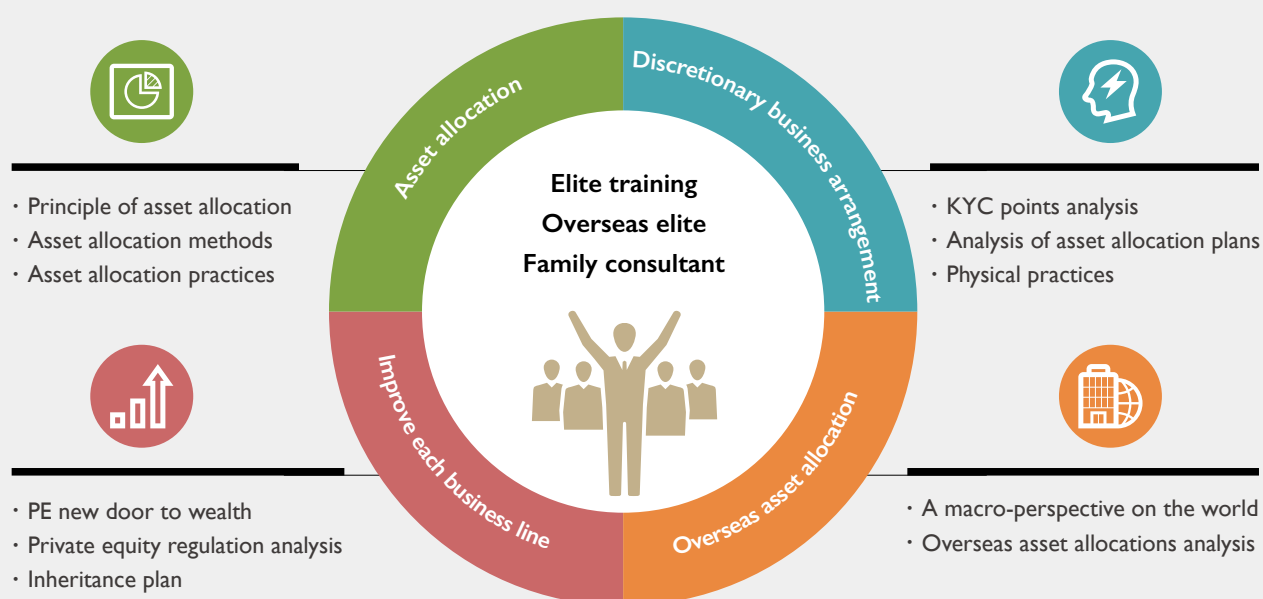 Asset allocation
· Principle of asset allocation
· Asset allocation methods
· Asset allocation practices
Discretionary business arrangement
· KYC points analysis
· Analysis of asset allocation plans
· Physical practices
Elite training
Overseas elite
Family consultant
Improve each business line
· PE new door to wealth
· Private equity regulation analysis
· Inheritance plan
Overseas asset allocation
· A macro-perspective on the world
· Overseas asset allocations analysis